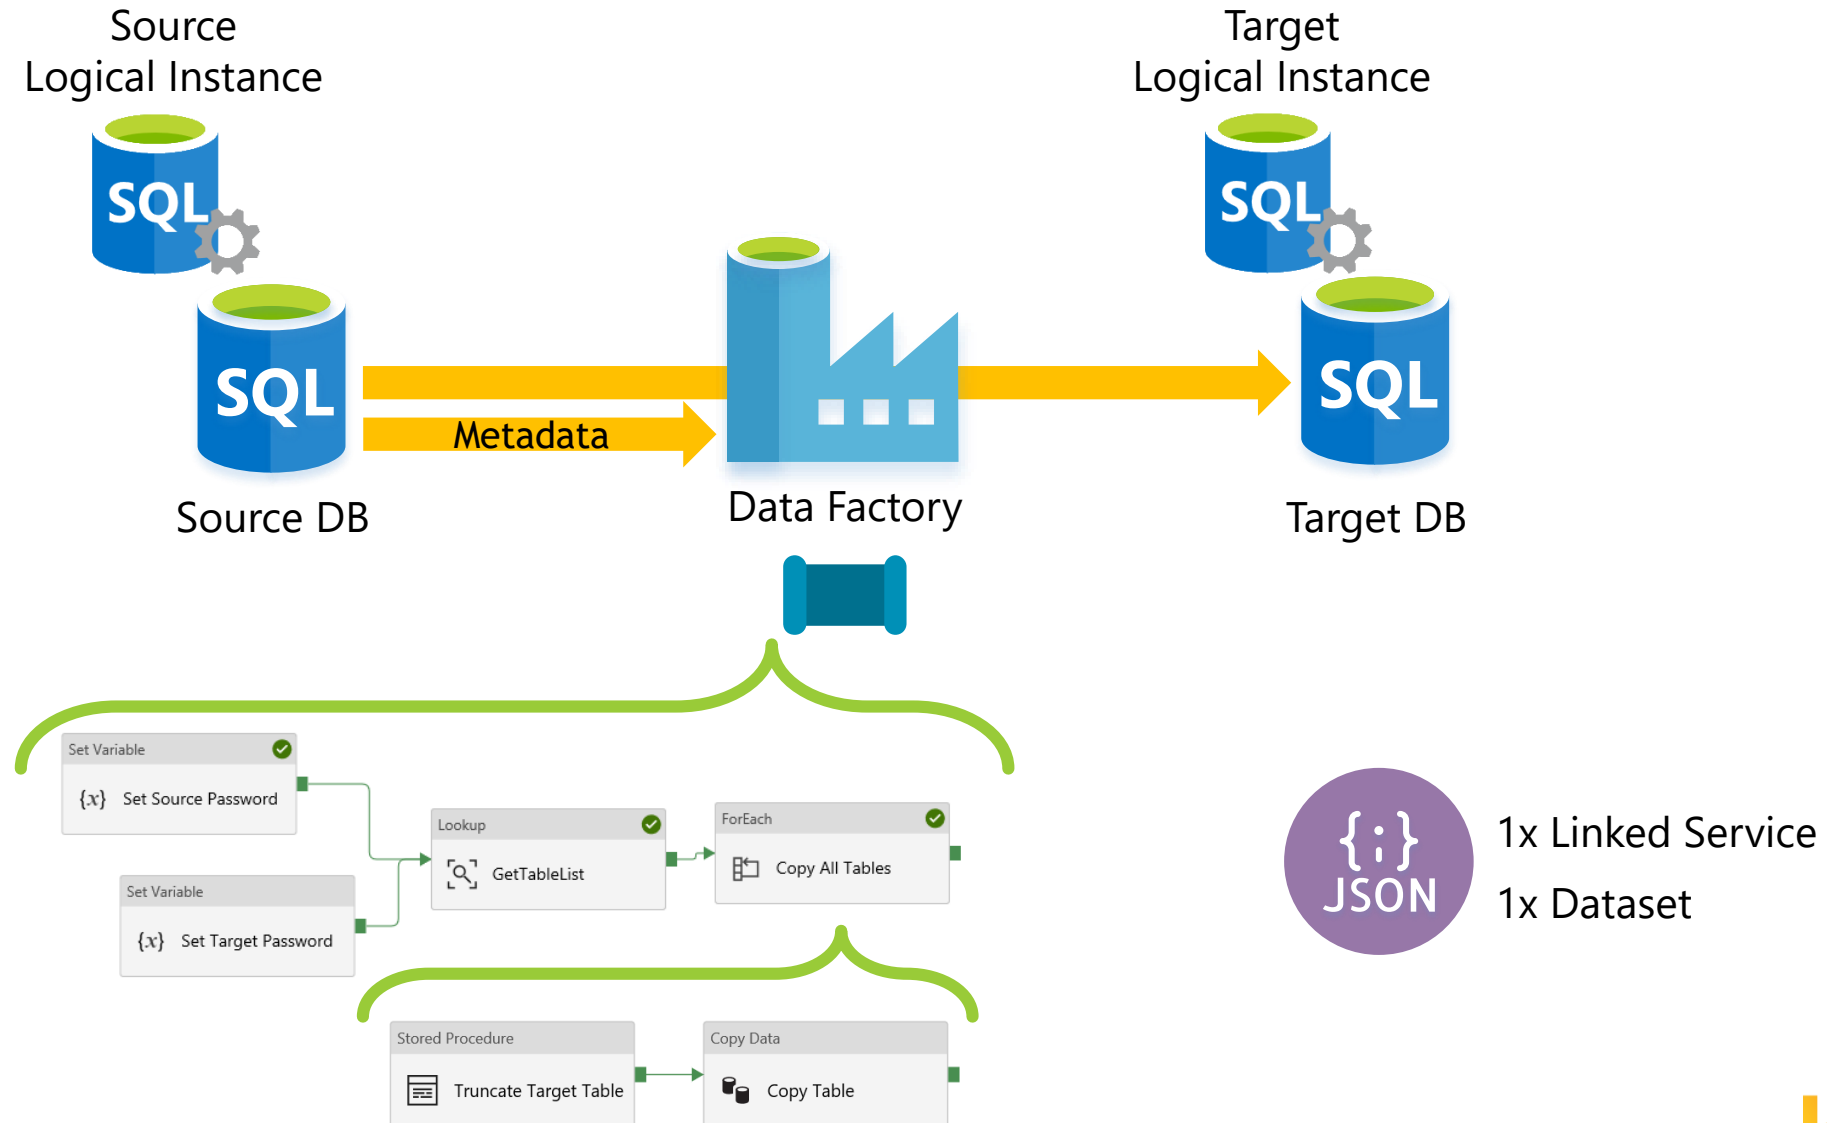 Source
Logical Instance
Target
Logical Instance
SQL
SQL
SQL
SQL
Metadata
Source DB
Data Factory
Target DB
Set Variable
{x} Set Source Password
Lookup
GetTableList
ForEach
Copy All Tables
Set Variable
{x} Set Target Password
{;}
JSON
1x Linked Service
1x Dataset
Stored Procedure
Truncate Target Table
Copy Data
Copy Table